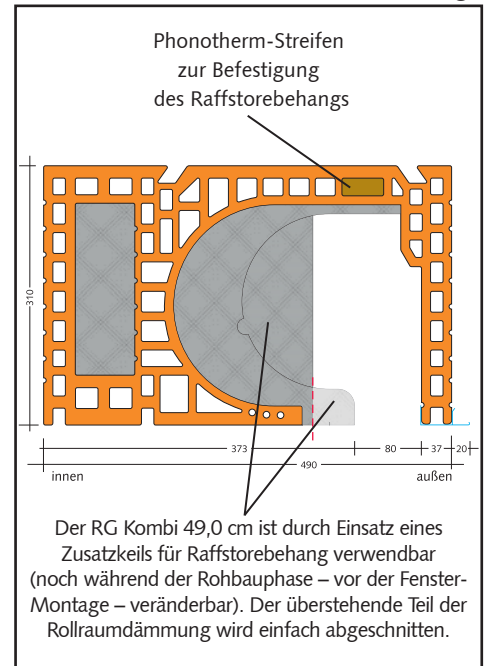 Phonotherm-Streifen
zur Befestigung
des Raffstorebehangs
310
373
80
37
20
490
innen
außen
Der RG Kombi 49,0 cm ist durch Einsatz eines
Zusatzkeils für Raffstorebehang verwendbar
(noch während der Rohbauphase – vor der Fenster-
Montage – veränderbar). Der überstehende Teil der
Rollraumdämmung wird einfach abgeschnitten.